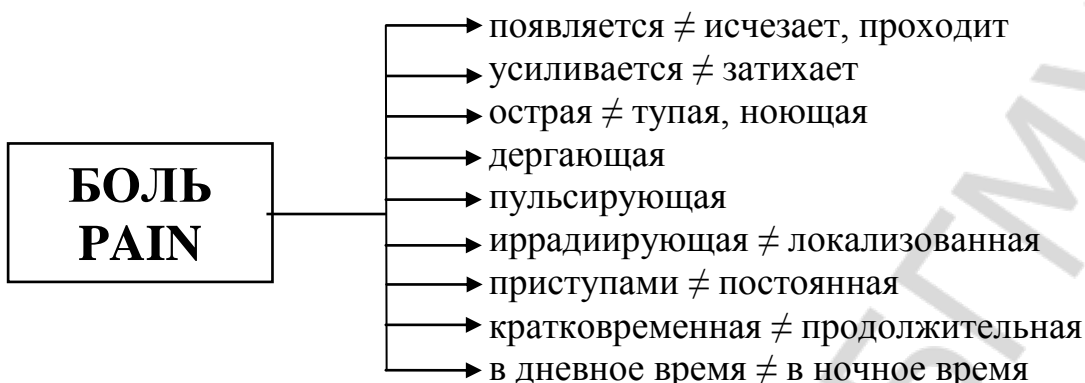 БОЛЬ
PAIN
появляется ≠ исчезает, проходит
усиливается ≠ затихает
острая ≠ тупая, ноющая
дергающая
пульсирующая
иррадиирующая ≠ локализованная
приступами ≠ постоянная
кратковременная ≠ продолжительная
в дневное время ≠ в ночное время
БГМУ